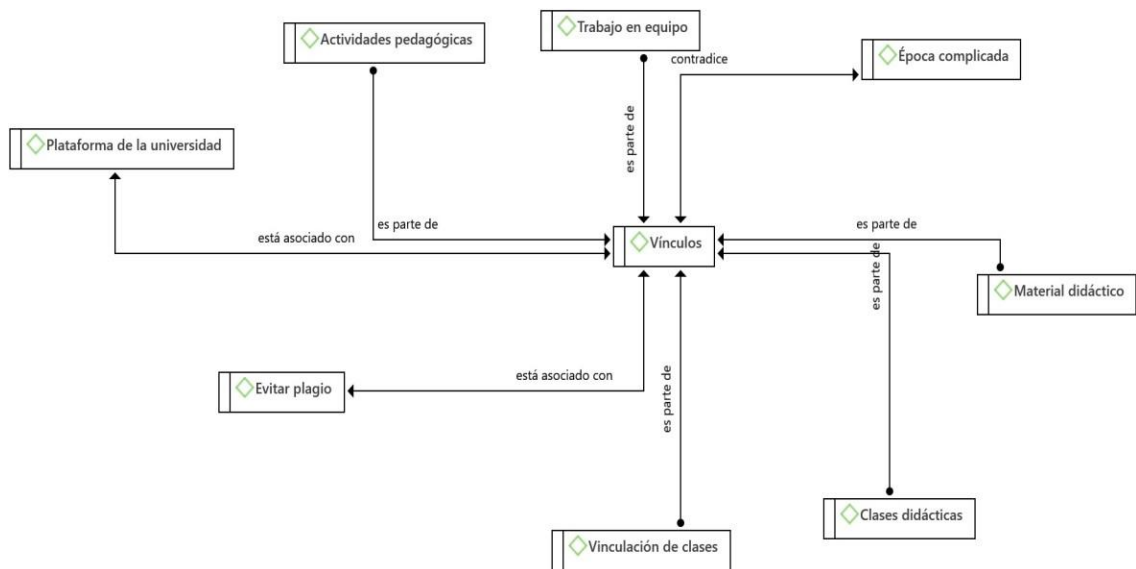 Trabajo en equipo
Actividades pedagógicas
contradice
Época complicada
es parte de
Plataforma de la universidad
es parte de
es parte de
está asociado con
Vínculos
es parte de
Material didáctico
está asociado con
es parte de
Evitar plagio
Clases didácticas
Vinculación de clases